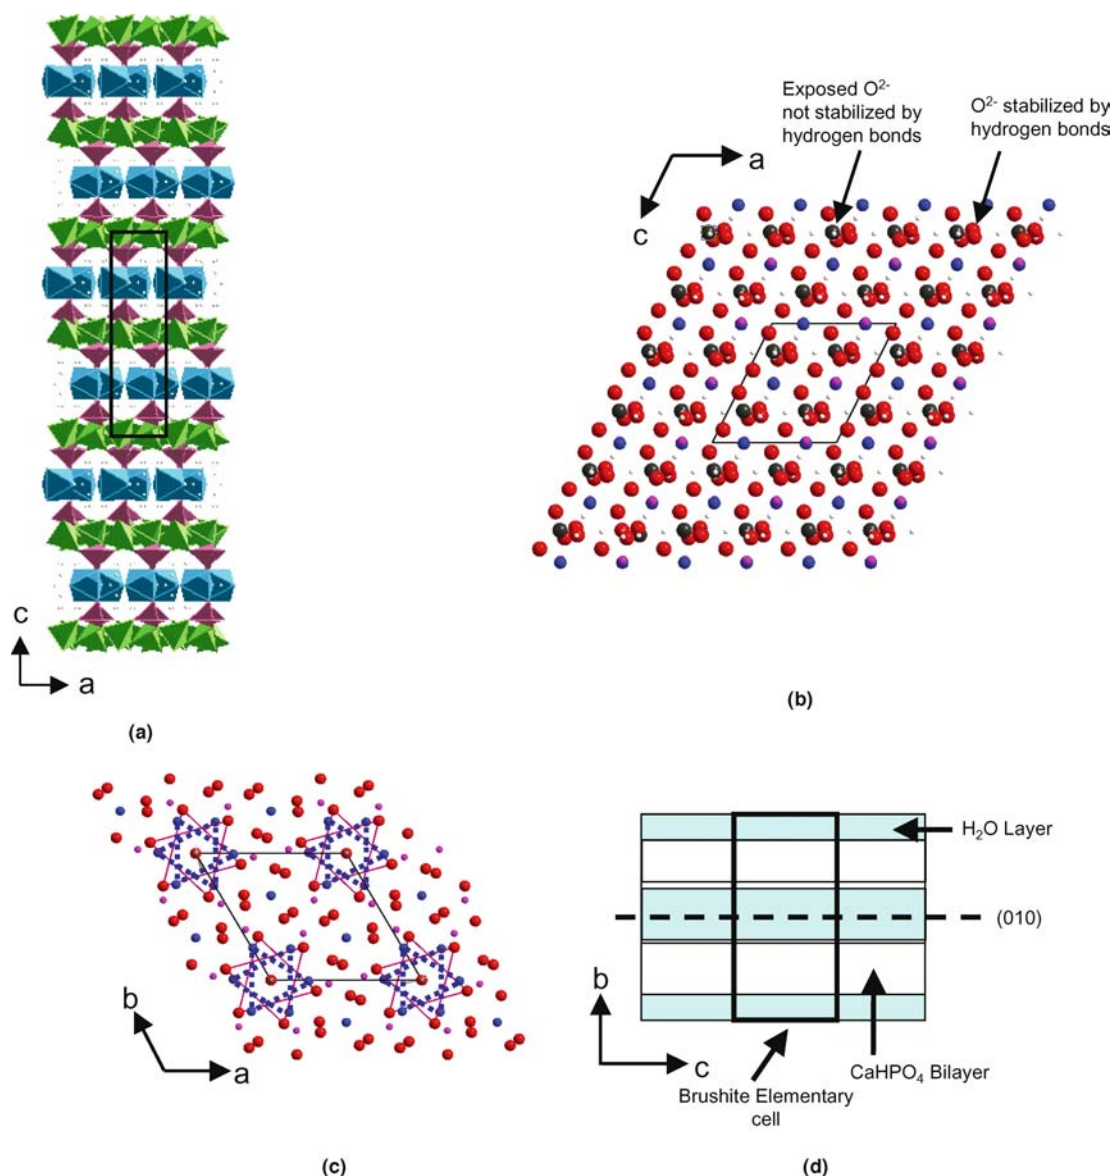 Exposed O²⁻
not stabilized by
hydrogen bonds
O²⁻ stabilized by
hydrogen bonds
a
c
c
a
(a)
(b)
b
a
(c)
H₂O Layer
(010)
b
c
CaHPO₄ Bilayer
Brushite Elementary
cell
(d)